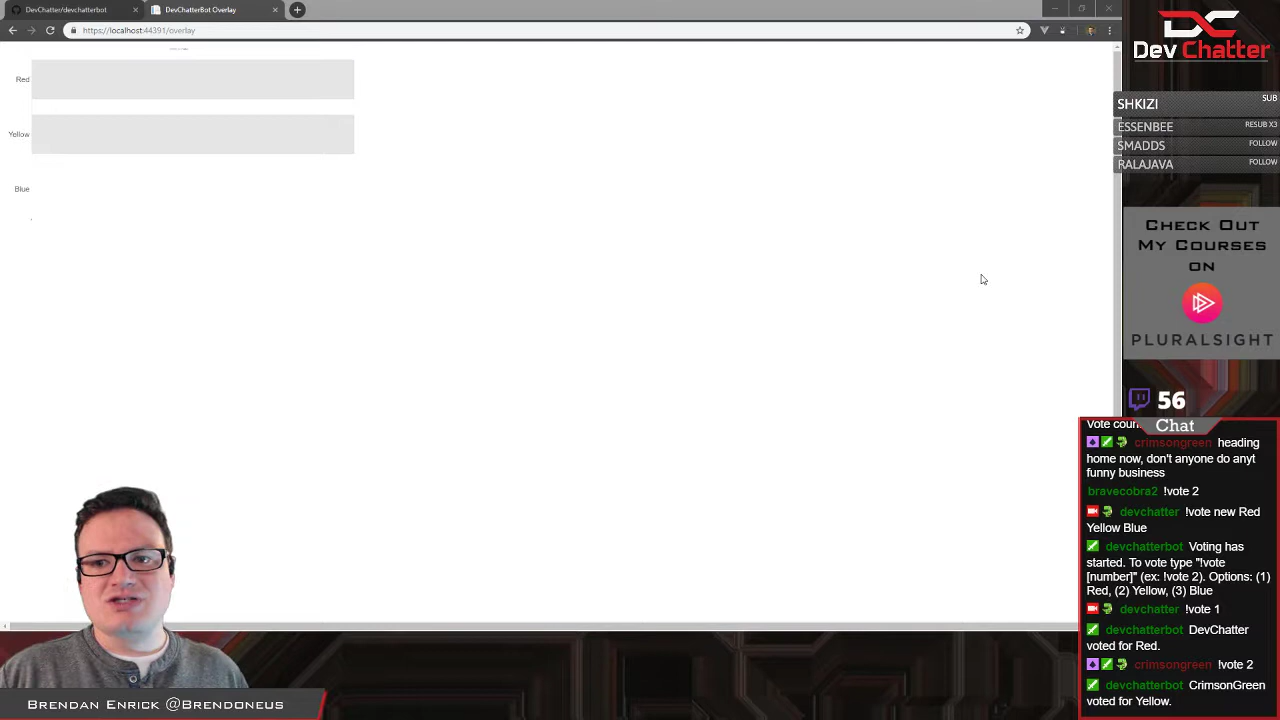 DevChatter/devchatterbot
DevChatterBot Overlay
https://localhost:44391/overlay
Red
Yellow
Blue
DC
Dev Chatter
SHKIZI SUB
ESSENBEE RESUB X3
SMADDS FOLLOW
RALAJAVA FOLLOW
CHECK OUT
MY COURSES
ON
PLURALSIGHT
56
Chat
Vote coun
crimsongreen heading
home now, don't anyone do anyt
funny business
bravecobra2 !vote 2
devchatter !vote new Red
Yellow Blue
devchatterbot Voting has
started. To vote type "!vote
[number]" (ex: !vote 2). Options: (1)
Red, (2) Yellow, (3) Blue
devchatter !vote 1
devchatterbot DevChatter
voted for Red.
crimsongreen !vote 2
devchatterbot CrimsonGreen
voted for Yellow.
BRENDAN ENRICK @BRENDONEUS